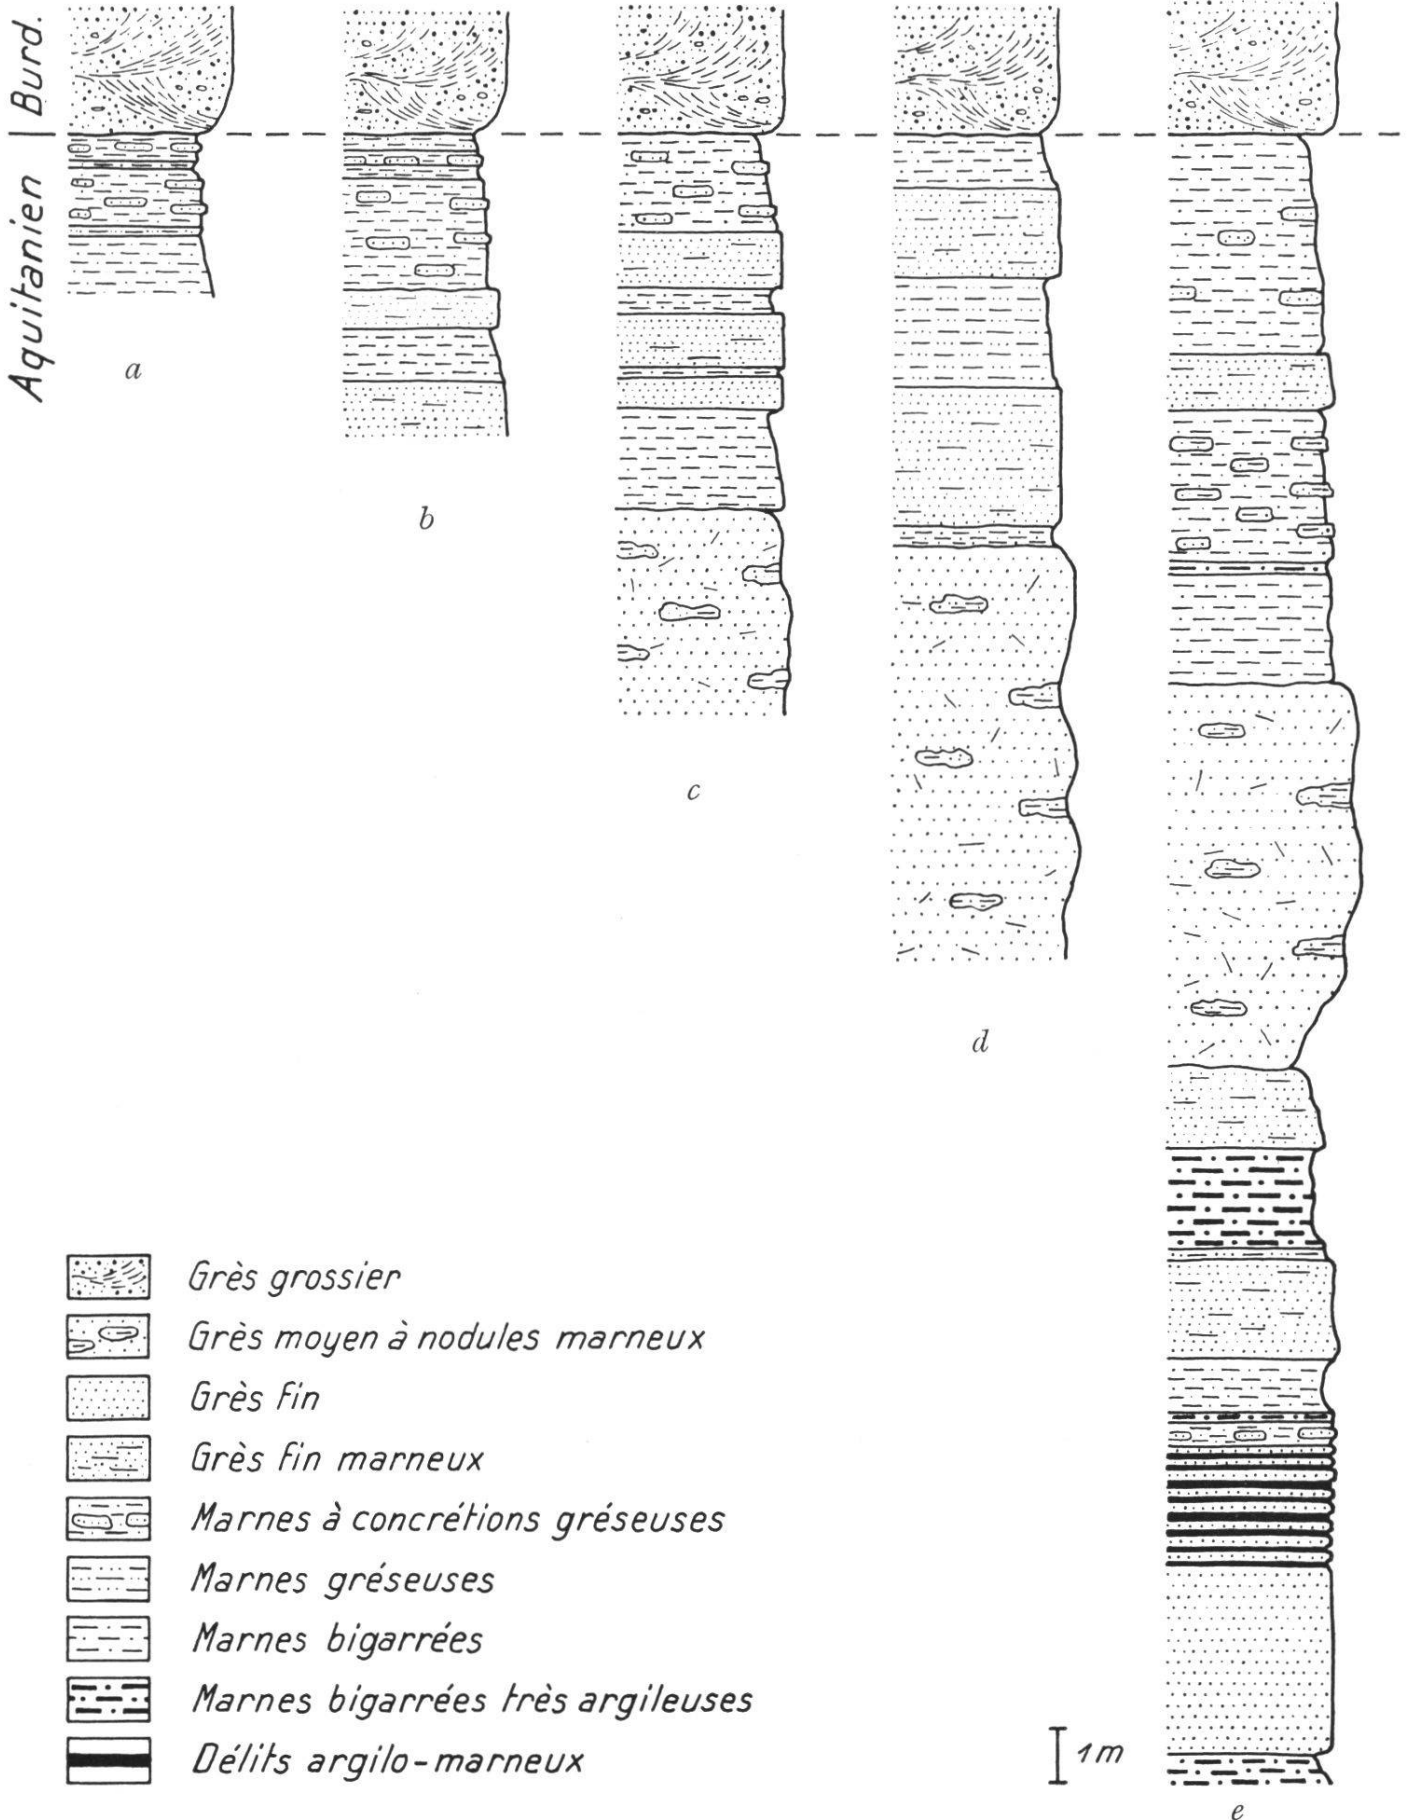 Burd.
Aquitanien
a
b
c
d
e
Grès grossier
Grès moyen à nodules marneux
Grès fin
Grès fin marneux
Marnes à concrétions gréseuses
Marnes gréseuses
Marnes bigarrées
Marnes bigarrées très argileuses
Délits argilo-marneux
1m